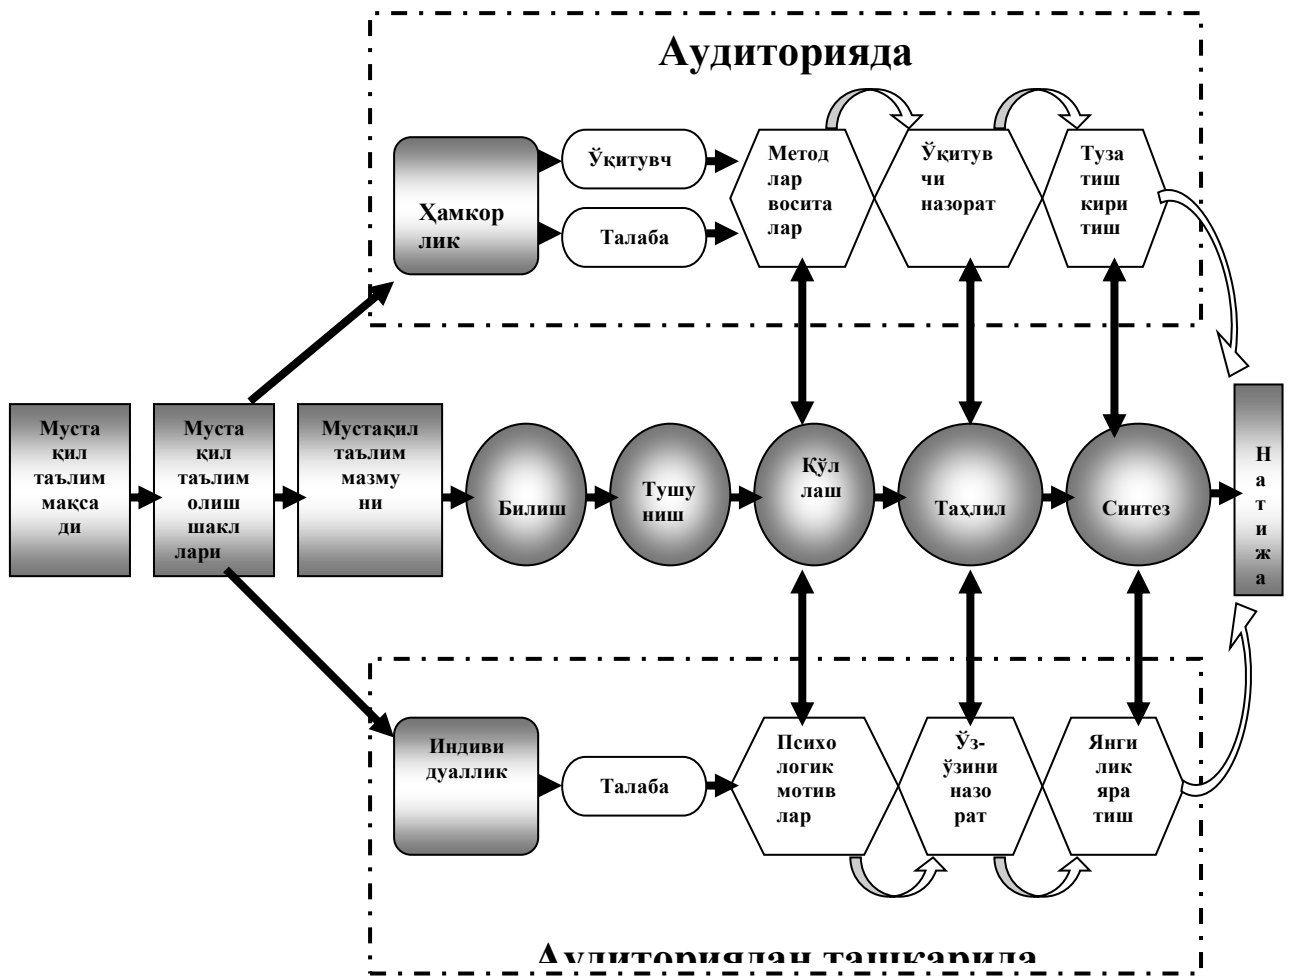 Аудиторияда
Ҳамкор
лик
Ўқитувч
Талаба
Метод
лар
восита
лар
Ўқитув
чи
назорат
Туза
тиш
кири
тиш
Муста
қил
таълим
мақса
ди
Муста
қил
таълим
олиш
шакл
лари
Мустақил
таълим
мазму
ни
Билиш
Тушу
ниш
Қўл
лаш
Таҳлил
Синтез
Н
а
т
и
ж
а
Индиви
дуаллик
Талаба
Психо
логик
мотив
лар
Ўз-
ўзини
назо
рат
Янги
лик
яра
тиш
Аудиториядан ташкарида